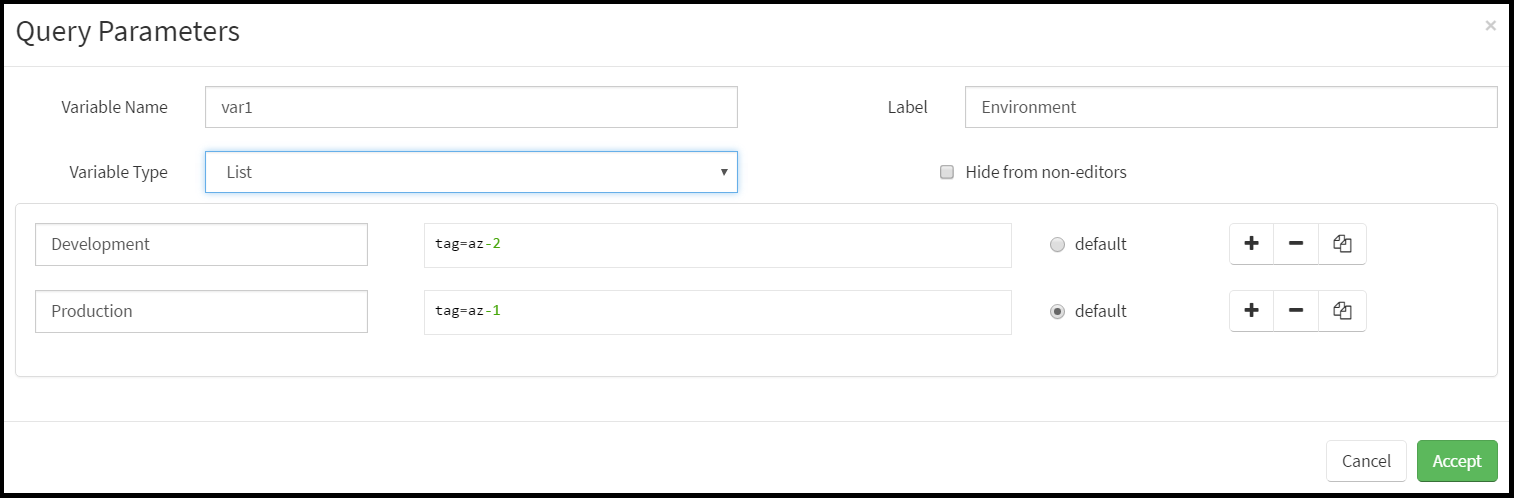 Query Parameters ×
Variable Name var1 Label Environment
Variable Type List Hide from non-editors
Development tag=az-2 default
Production tag=az-1 default
Cancel Accept